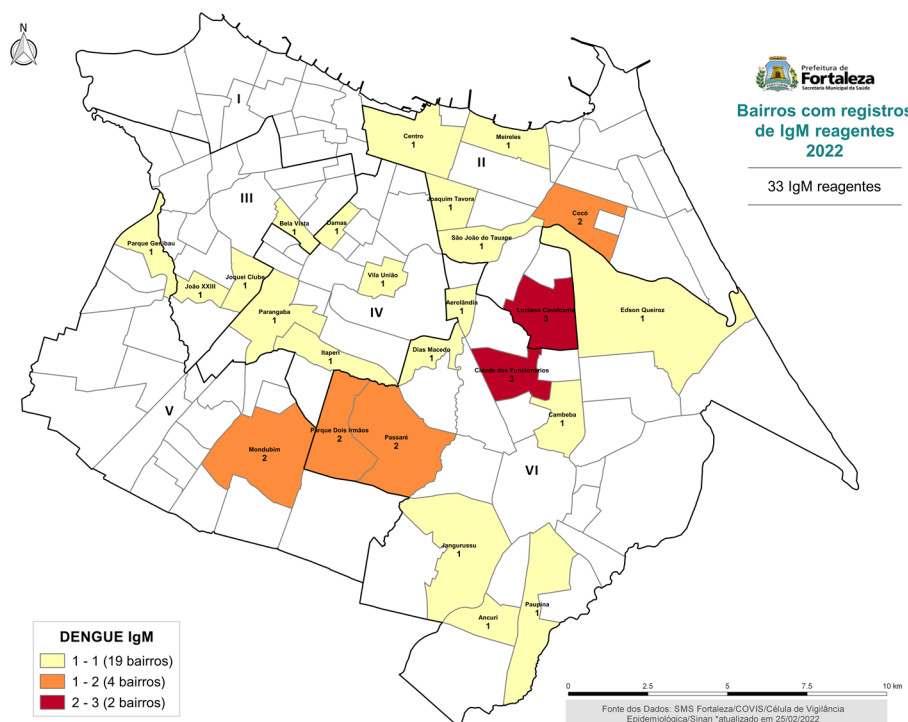 N
Prefeitura de
Fortaleza
Secretaria Municipal da Saúde
Bairros com registros
de IgM reagentes
2022
33 IgM reagentes
I
II
III
IV
V
VI
Centro
1
Meireles
1
Joaquim Tavora
1
Cocó
2
São João do Tauape
1
Bela Vista
1
Damas
1
Parque Genibau
1
João XXIII
1
Joquei Clube
1
Vila União
1
Parangaba
1
Aerolândia
1
Luciano Cavalcante
3
Edson Queiroz
1
Itaperi
1
Dias Macedo
1
Cidade dos Funcionários
3
Cambeba
1
Mondubim
2
Parque Dois Irmãos
2
Passaré
2
Jangurussu
1
Ancuri
1
Paupina
1
DENGUE IgM
1 - 1 (19 bairros)
1 - 2 (4 bairros)
2 - 3 (2 bairros)
0 2.5 5 7.5 10 km
Fonte dos Dados: SMS Fortaleza/COVIS/Célula de Vigilância
Epidemiológica/Sinan *atualizado em 25/02/2022